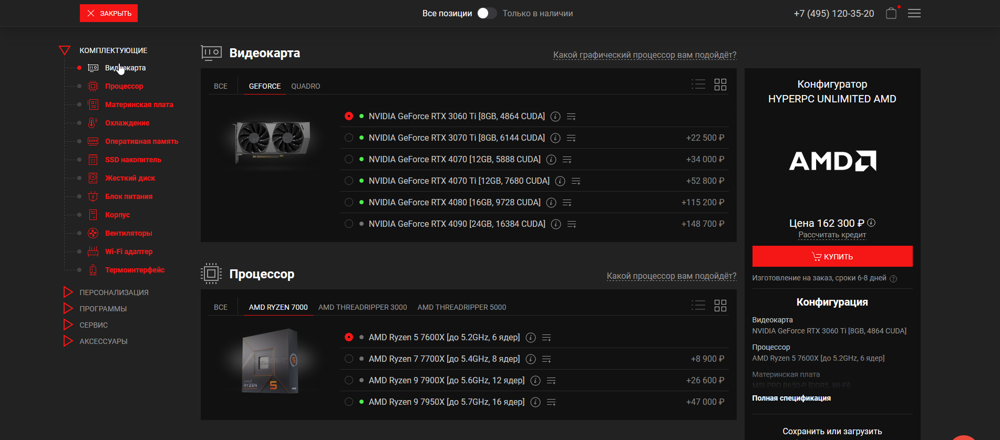 ЗАКРЫТЬ
Все позиции Только в наличии
+7 (495) 120-35-20
КОМПЛЕКТУЮЩИЕ
Видеокарта
Процессор
Материнская плата
Охлаждение
Оперативная память
SSD накопитель
Жесткий диск
Блок питания
Корпус
Вентиляторы
Wi-Fi адаптер
Термоинтерфейс
ПЕРСОНАЛИЗАЦИЯ
ПРОГРАММЫ
СЕРВИС
АКСЕССУАРЫ
Видеокарта
Какой графический процессор вам подойдёт?
ВСЕ GEFORCE QUADRO
NVIDIA GeForce RTX 3060 Ti [8GB, 4864 CUDA]
NVIDIA GeForce RTX 3070 Ti [8GB, 6144 CUDA] +22 500 ₽
NVIDIA GeForce RTX 4070 [12GB, 5888 CUDA] +34 000 ₽
NVIDIA GeForce RTX 4070 Ti [12GB, 7680 CUDA] +52 800 ₽
NVIDIA GeForce RTX 4080 [16GB, 9728 CUDA] +115 200 ₽
NVIDIA GeForce RTX 4090 [24GB, 16384 CUDA] +148 700 ₽
Процессор
Какой процессор вам подойдёт?
ВСЕ AMD RYZEN 7000 AMD THREADRIPPER 3000 AMD THREADRIPPER 5000
AMD Ryzen 5 7600X [до 5.2GHz, 6 ядер]
AMD Ryzen 7 7700X [до 5.4GHz, 8 ядер] +8 900 ₽
AMD Ryzen 9 7900X [до 5.6GHz, 12 ядер] +26 600 ₽
AMD Ryzen 9 7950X [до 5.7GHz, 16 ядер] +47 000 ₽
RYZEN 5
Конфигуратор
HYPERPC UNLIMITED AMD
AMD
Цена 162 300 ₽
Рассчитать кредит
КУПИТЬ
Изготовление на заказ, сроки 6-8 дней
Конфигурация
Видеокарта
NVIDIA GeForce RTX 3060 Ti [8GB, 4864 CUDA]
Процессор
AMD Ryzen 5 7600X [до 5.2GHz, 6 ядер]
Материнская плата
MSI PRO B650-P [DDR5, Wi-Fi]
Полная спецификация
Сохранить или загрузить